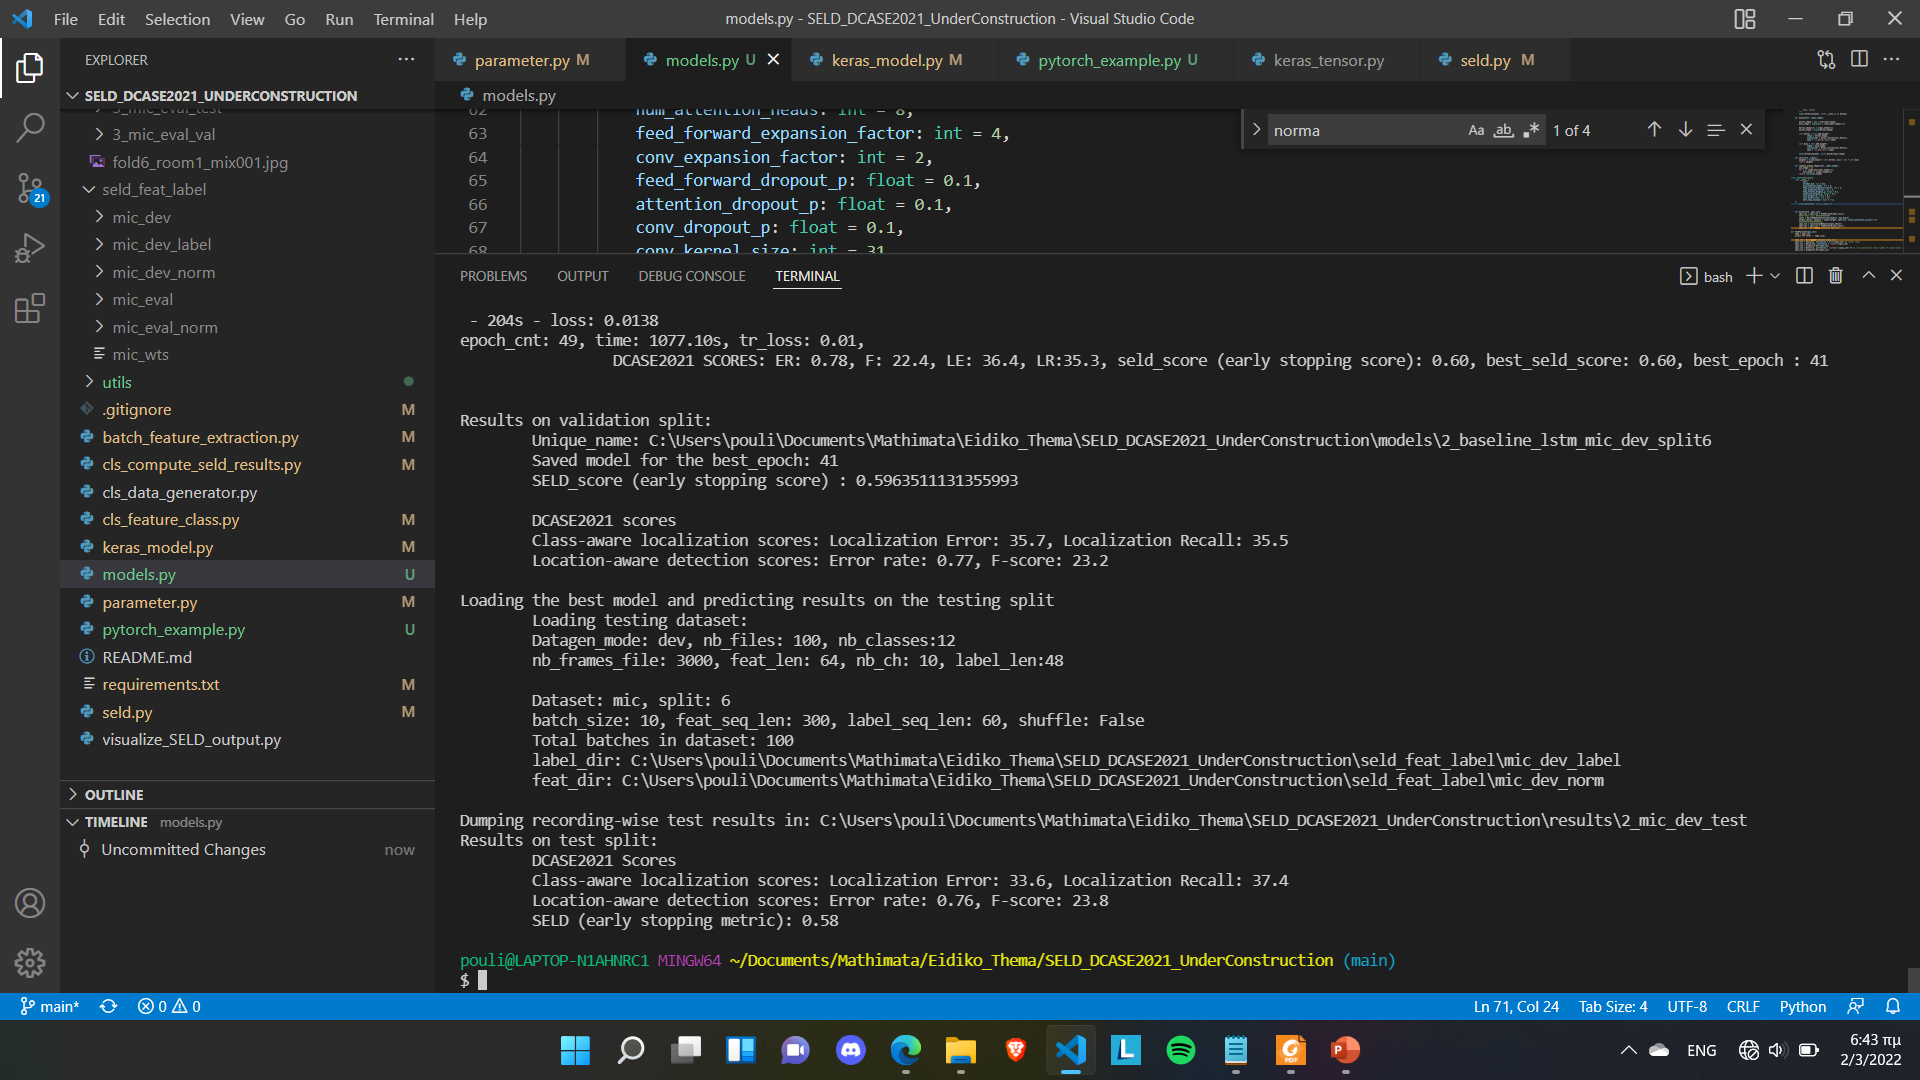 File Edit Selection View Go Run Terminal Help
models.py - SELD_DCASE2021_UnderConstruction - Visual Studio Code
EXPLORER
SELD_DCASE2021_UNDERCONSTRUCTION
3_mic_eval_test
3_mic_eval_val
fold6_room1_mix001.jpg
seld_feat_label
mic_dev
mic_dev_label
mic_dev_norm
mic_eval
mic_eval_norm
mic_wts
utils
.gitignore M
batch_feature_extraction.py M
cls_compute_seld_results.py M
cls_data_generator.py
cls_feature_class.py M
keras_model.py M
models.py U
parameter.py M
pytorch_example.py U
README.md
requirements.txt M
seld.py M
visualize_SELD_output.py
OUTLINE
TIMELINE models.py
Uncommitted Changes now
21
parameter.py M models.py U keras_model.py M pytorch_example.py U keras_tensor.py seld.py M
models.py
62 num_attention_heads: int = 8,
63 feed_forward_expansion_factor: int = 4,
64 conv_expansion_factor: int = 2,
65 feed_forward_dropout_p: float = 0.1,
66 attention_dropout_p: float = 0.1,
67 conv_dropout_p: float = 0.1,
68 conv_kernel_size: int = 31
norma Aa ab 1 of 4
PROBLEMS OUTPUT DEBUG CONSOLE TERMINAL bash
- 204s - loss: 0.0138
epoch_cnt: 49, time: 1077.10s, tr_loss: 0.01,
DCASE2021 SCORES: ER: 0.78, F: 22.4, LE: 36.4, LR:35.3, seld_score (early stopping score): 0.60, best_seld_score: 0.60, best_epoch : 41
Results on validation split:
Unique_name: C:\Users\pouli\Documents\Mathimata\Eidiko_Thema\SELD_DCASE2021_UnderConstruction\models\2_baseline_lstm_mic_dev_split6
Saved model for the best_epoch: 41
SELD_score (early stopping score) : 0.5963511131355993
DCASE2021 scores
Class-aware localization scores: Localization Error: 35.7, Localization Recall: 35.5
Location-aware detection scores: Error rate: 0.77, F-score: 23.2
Loading the best model and predicting results on the testing split
Loading testing dataset:
Datagen_mode: dev, nb_files: 100, nb_classes:12
nb_frames_file: 3000, feat_len: 64, nb_ch: 10, label_len:48
Dataset: mic, split: 6
batch_size: 10, feat_seq_len: 300, label_seq_len: 60, shuffle: False
Total batches in dataset: 100
label_dir: C:\Users\pouli\Documents\Mathimata\Eidiko_Thema\SELD_DCASE2021_UnderConstruction\seld_feat_label\mic_dev_label
feat_dir: C:\Users\pouli\Documents\Mathimata\Eidiko_Thema\SELD_DCASE2021_UnderConstruction\seld_feat_label\mic_dev_norm
Dumping recording-wise test results in: C:\Users\pouli\Documents\Mathimata\Eidiko_Thema\SELD_DCASE2021_UnderConstruction\results\2_mic_dev_test
Results on test split:
DCASE2021 Scores
Class-aware localization scores: Localization Error: 33.6, Localization Recall: 37.4
Location-aware detection scores: Error rate: 0.76, F-score: 23.8
SELD (early stopping metric): 0.58
pouli@LAPTOP-N1AHNRC1 MINGW64 ~/Documents/Mathimata/Eidiko_Thema/SELD_DCASE2021_UnderConstruction (main)
$
main* 0 0 Ln 71, Col 24 Tab Size: 4 UTF-8 CRLF Python
ENG 6:43 πμ
2/3/2022